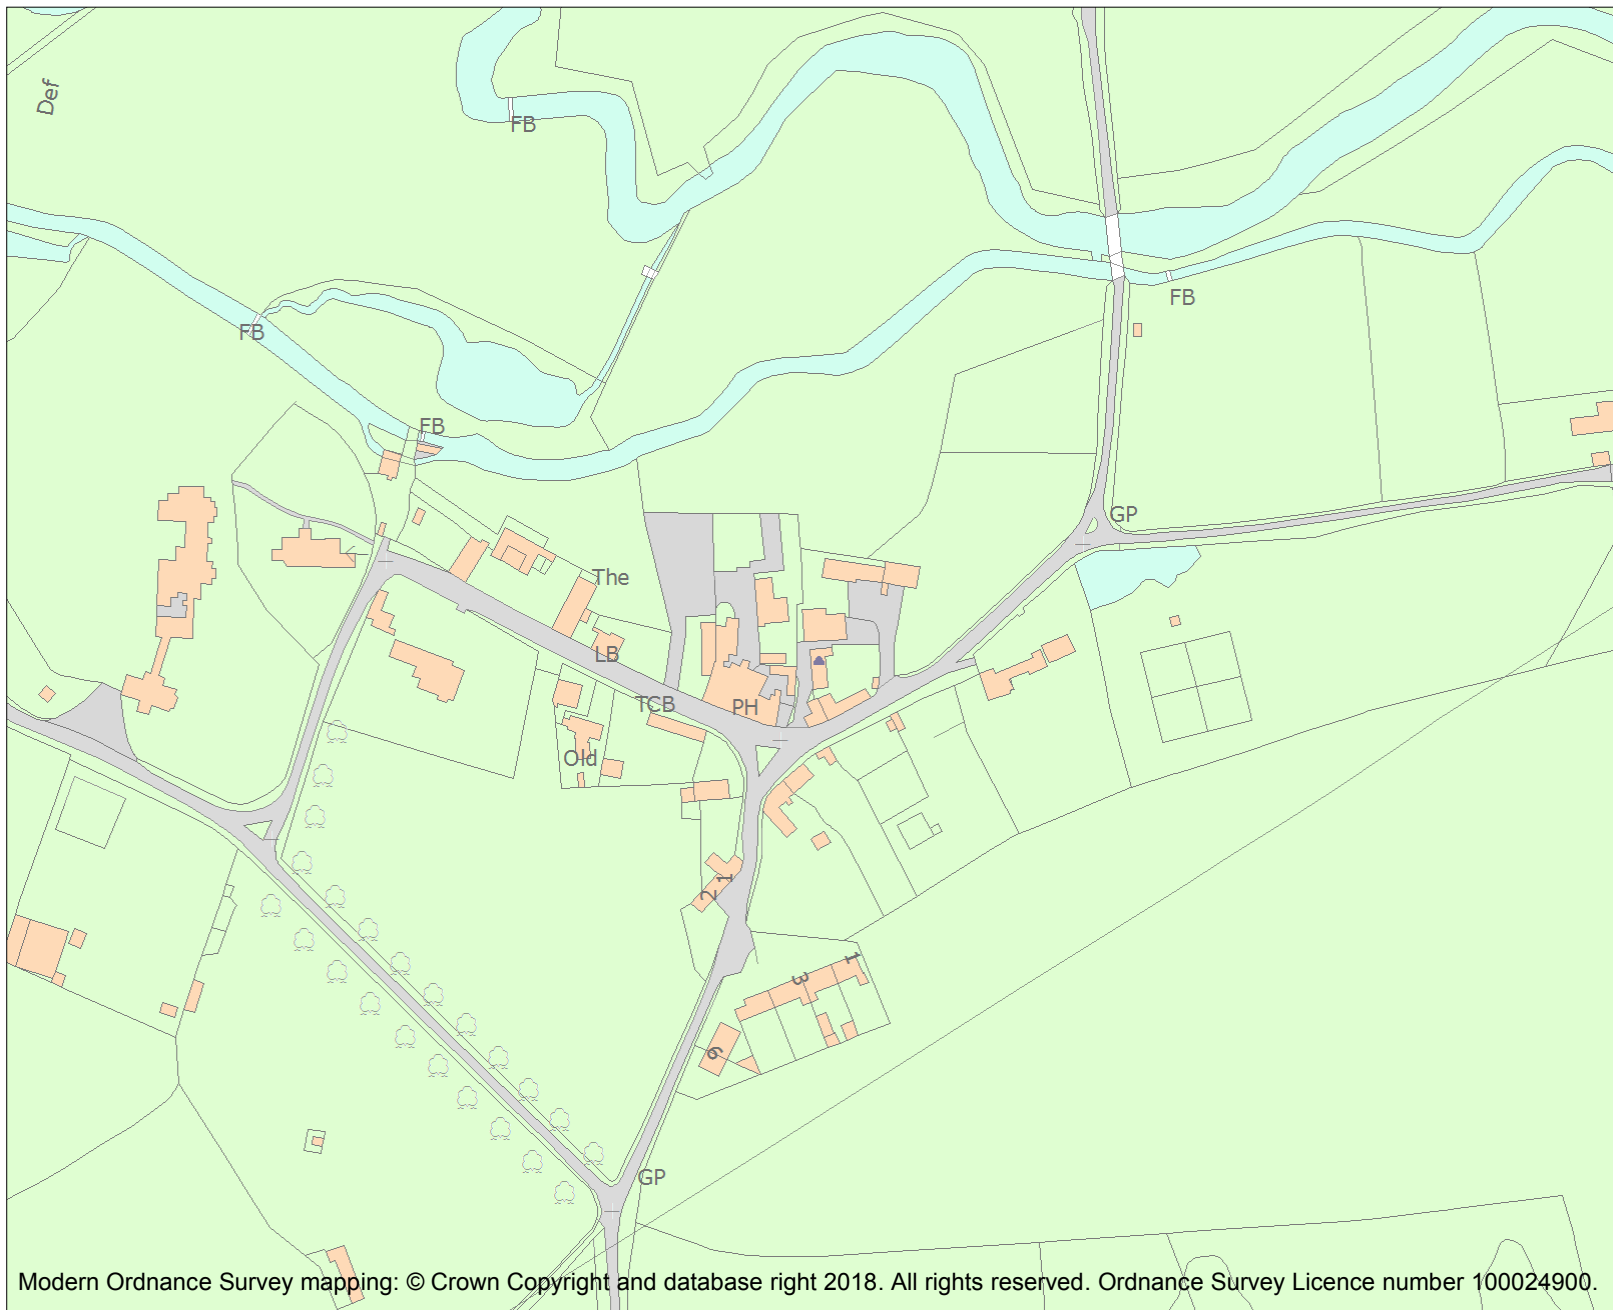 Def
FB
FB
FB
FB
GP
The
LB
TCB
PH
Old
1
2
1
3
6
GP
Modern Ordnance Survey mapping: © Crown Copyright and database right 2018. All rights reserved. Ordnance Survey Licence number 100024900.